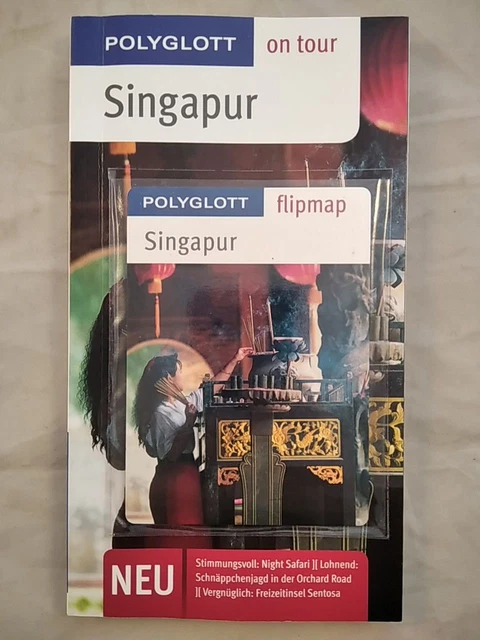 POLYGLOTT on tour
Singapur
POLYGLOTT flipmap
Singapur
NEU
Stimmungsvoll: Night Safari ][ Lohnend:
Schnäppchenjagd in der Orchard Road
][ Vergnüglich: Freizeitinsel Sentosa